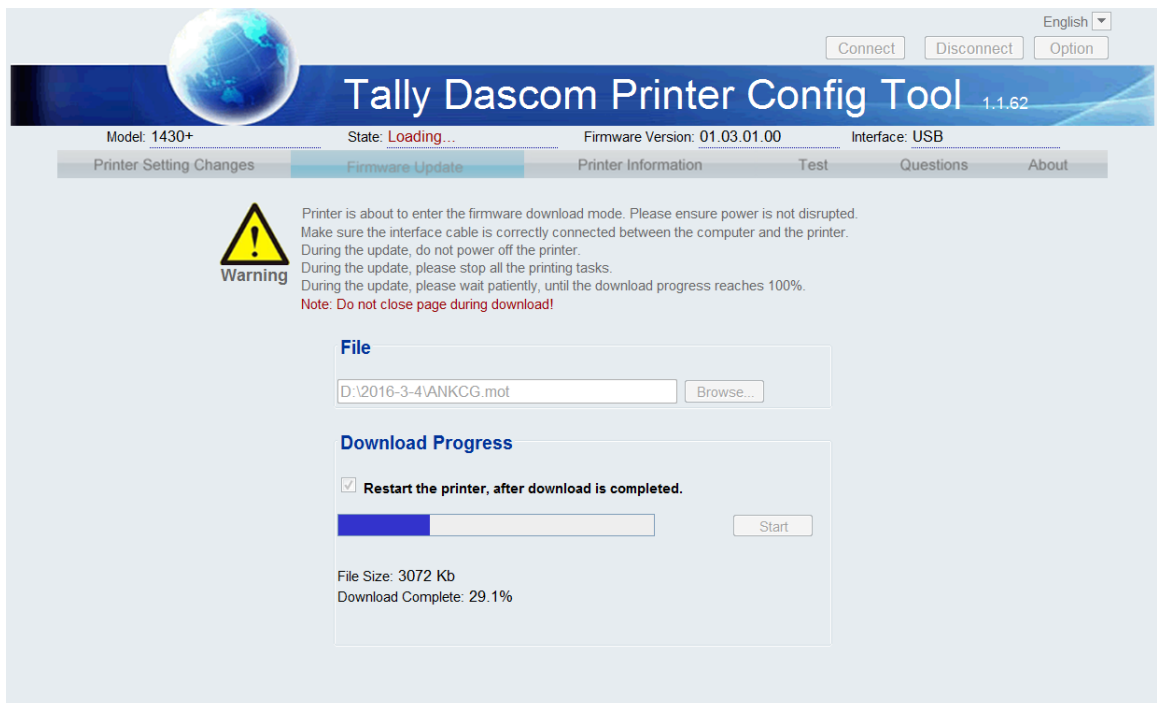 English
Connect Disconnect Option
Tally Dascom Printer Config Tool 1.1.62
Model: 1430+ State: Loading... Firmware Version: 01.03.01.00 Interface: USB
Printer Setting Changes Firmware Update Printer Information Test Questions About
Printer is about to enter the firmware download mode. Please ensure power is not disrupted.
Make sure the interface cable is correctly connected between the computer and the printer.
During the update, do not power off the printer.
During the update, please stop all the printing tasks.
During the update, please wait patiently, until the download progress reaches 100%.
Note: Do not close page during download!
Warning
File
D:\2016-3-4\ANKCG.mot Browse...
Download Progress
Restart the printer, after download is completed.
Start
File Size: 3072 Kb
Download Complete: 29.1%